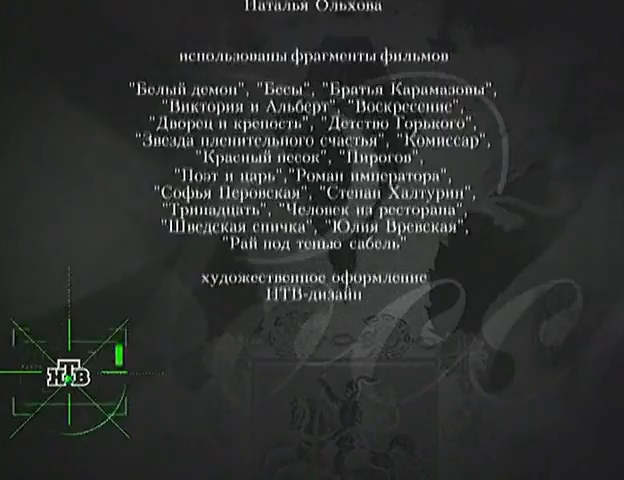 Наталья Ольхова
использованы фрагменты фильмов
"Белый демон", "Бесы", "Братья Карамазовы",
"Виктория и Альберт", "Воскресение",
"Дворец и крепость", "Детство Горького",
"Звезда пленительного счастья", "Комиссар",
"Красный песок", "Пирогов",
"Поэт и царь","Роман императора",
"Софья Перовская", "Степан Халтурин",
"Тринадцать", "Человек из ресторана",
"Шведская спичка", "Юлия Вревская",
"Рай под тенью сабель"
художественное оформление
НТВ-дизайн
НТВ